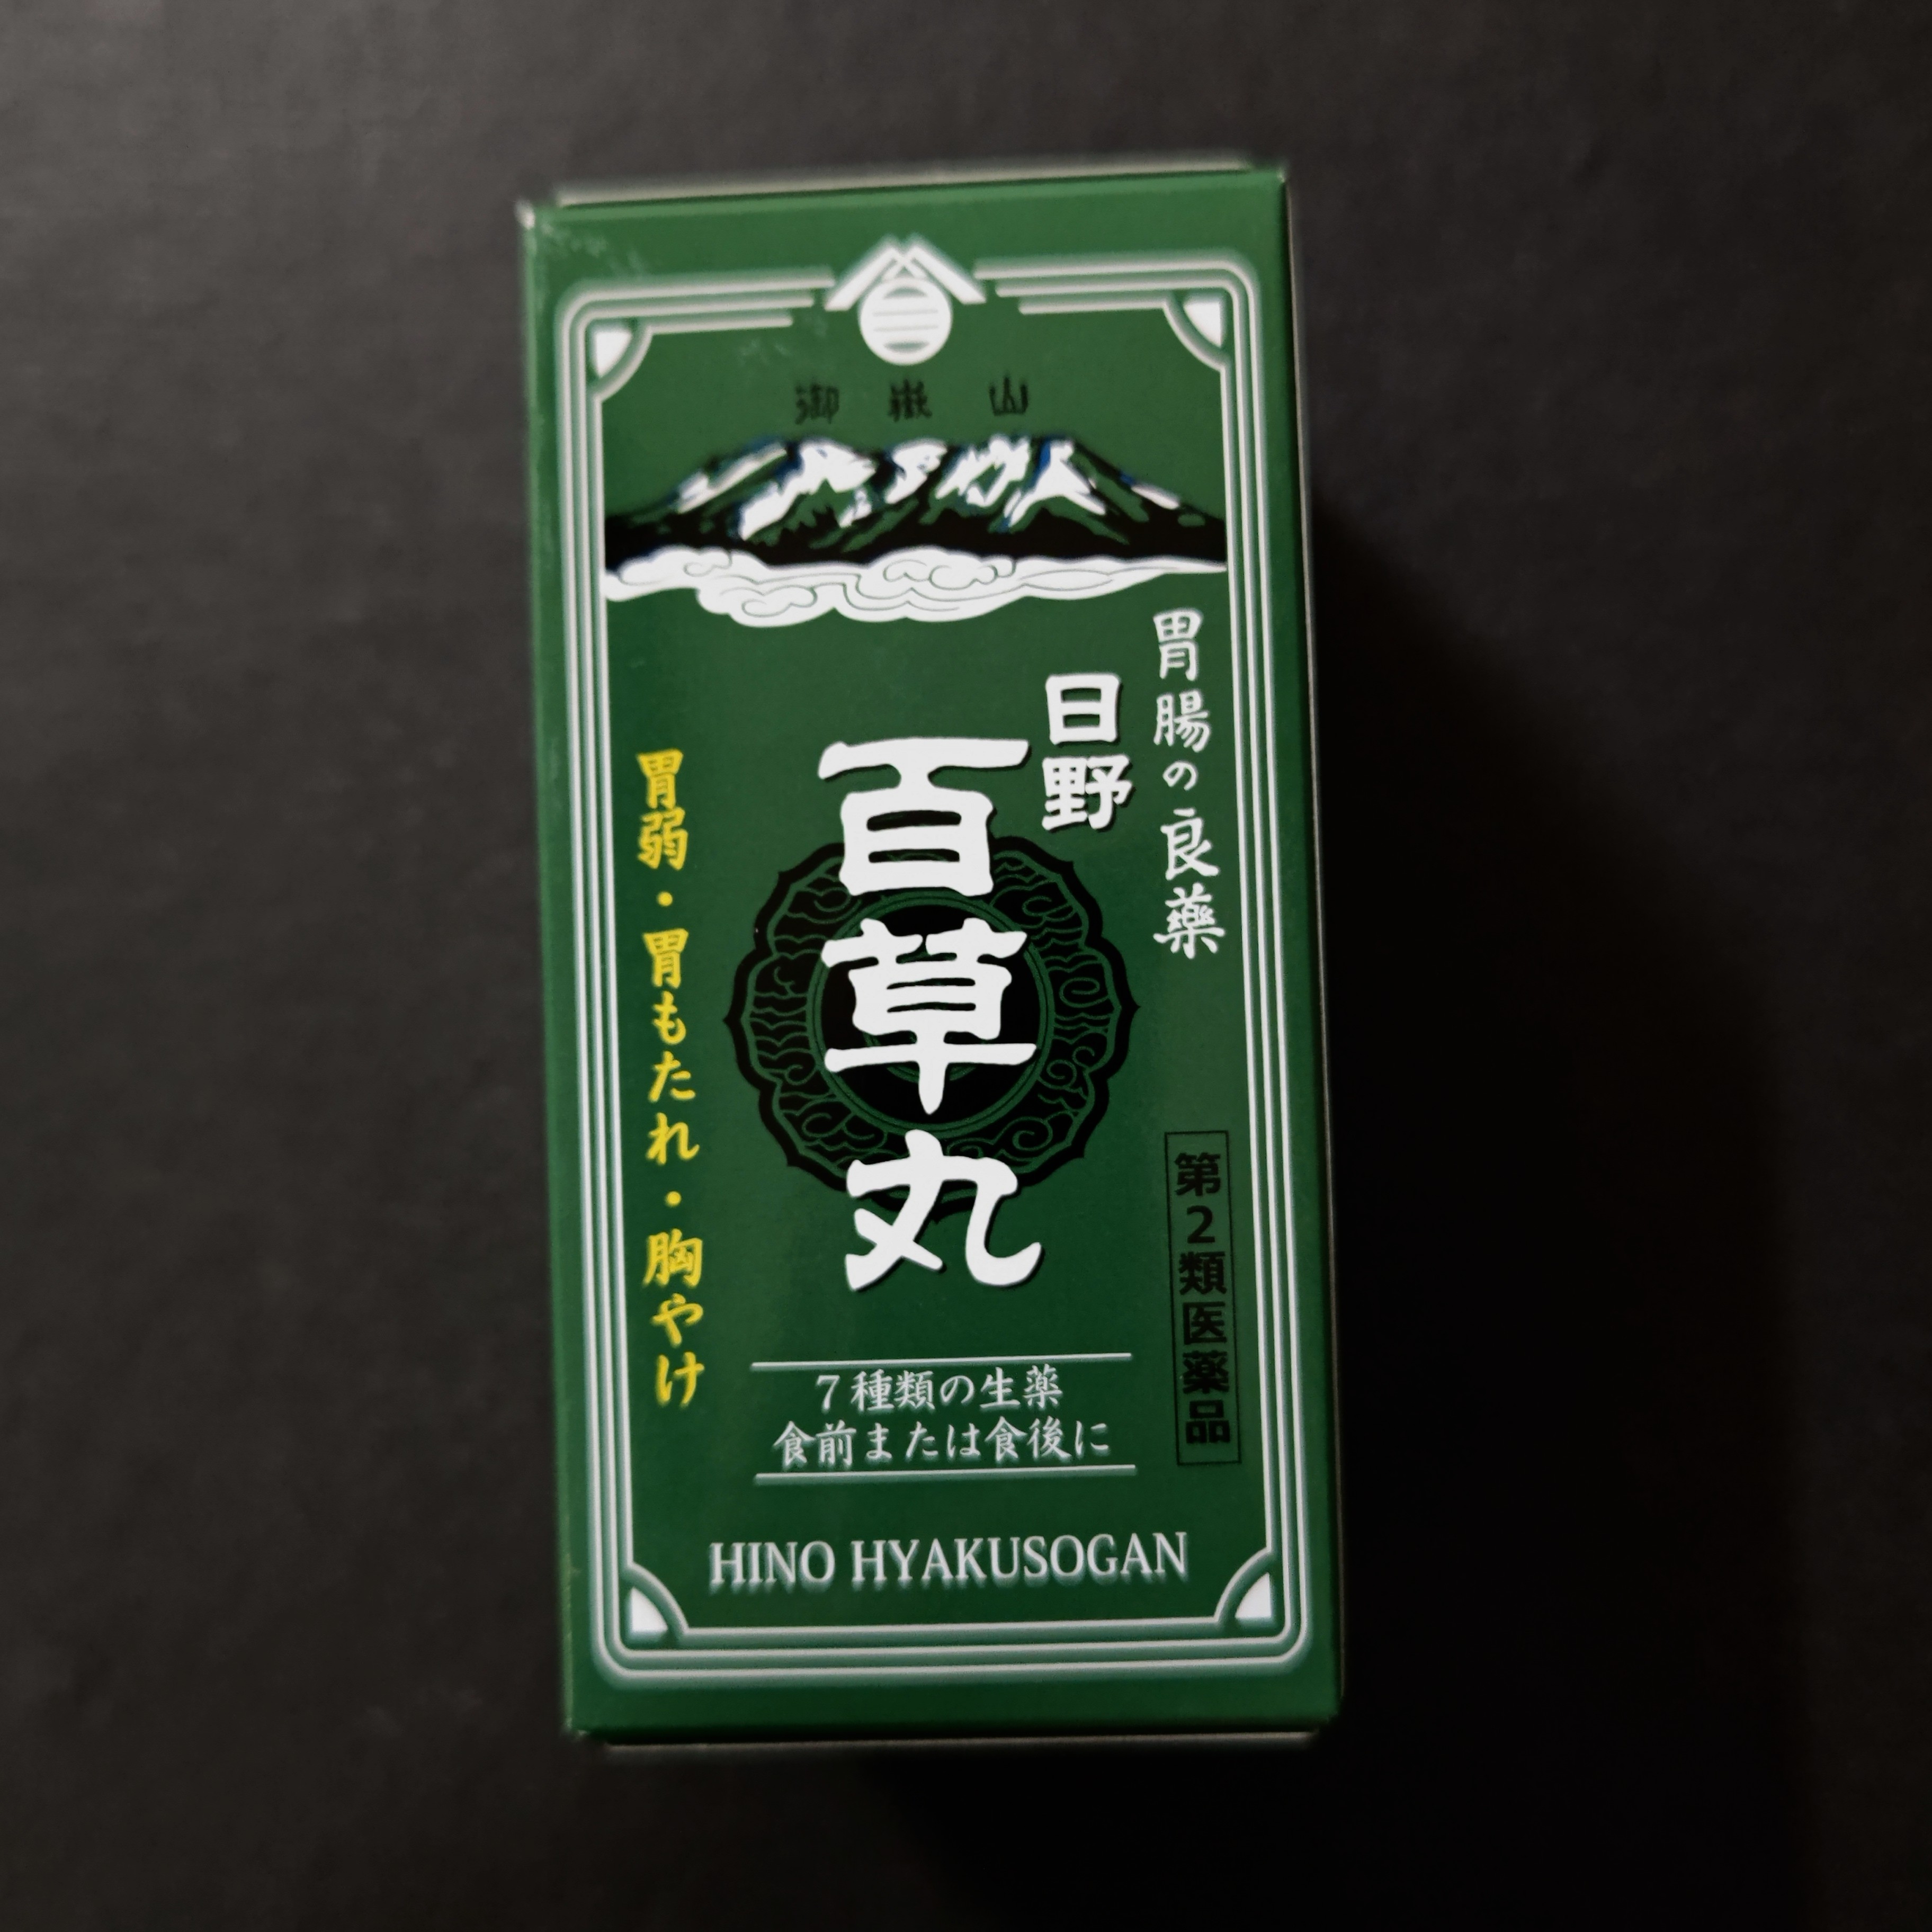 御嶽山
胃腸の良薬
日野
百草丸
胃弱・胃もたれ・胸やけ
第2類医薬品
7種類の生薬
食前または食後に
HINO HYAKUSOGAN